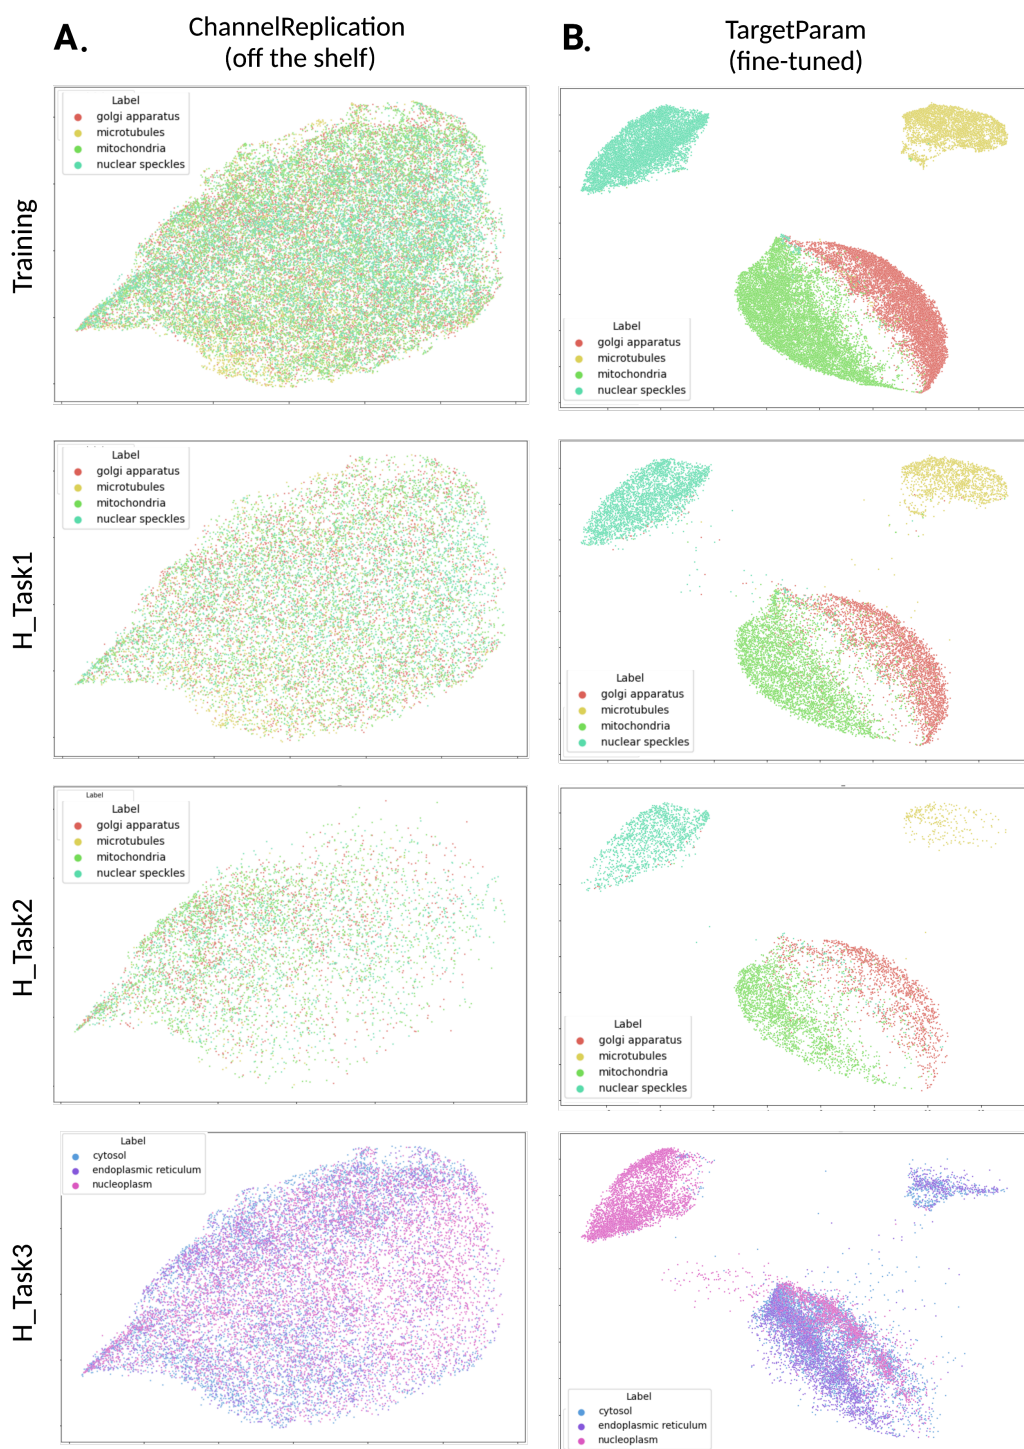 A.
ChannelReplication
(off the shelf)
B.
TargetParam
(fine-tuned)
Training
Label
golgi apparatus
microtubules
mitochondria
nuclear speckles
Label
golgi apparatus
microtubules
mitochondria
nuclear speckles
H_Task1
Label
golgi apparatus
microtubules
mitochondria
nuclear speckles
Label
golgi apparatus
microtubules
mitochondria
nuclear speckles
H_Task2
Label
Label
golgi apparatus
microtubules
mitochondria
nuclear speckles
Label
golgi apparatus
microtubules
mitochondria
nuclear speckles
H_Task3
Label
cytosol
endoplasmic reticulum
nucleoplasm
Label
cytosol
endoplasmic reticulum
nucleoplasm